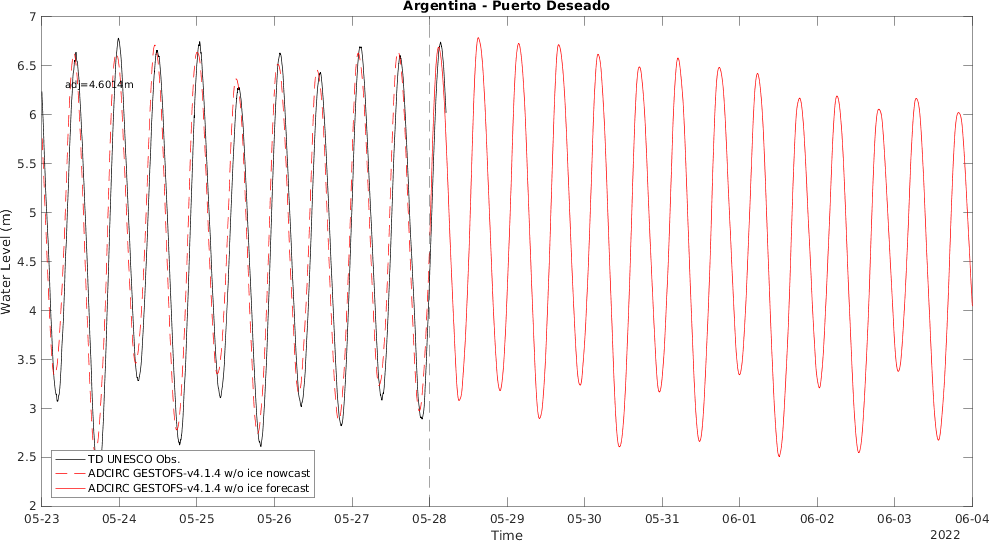 Argentina - Puerto Deseado
7
6.5
adj=4.6014m
6
5.5
5
4.5
4
3.5
3
2.5
2
Water Level (m)
TD UNESCO Obs.
ADCIRC GESTOFS-v4.1.4 w/o ice nowcast
ADCIRC GESTOFS-v4.1.4 w/o ice forecast
05-23 05-24 05-25 05-26 05-27 05-28 05-29 05-30 05-31 06-01 06-02 06-03 06-04
Time
2022